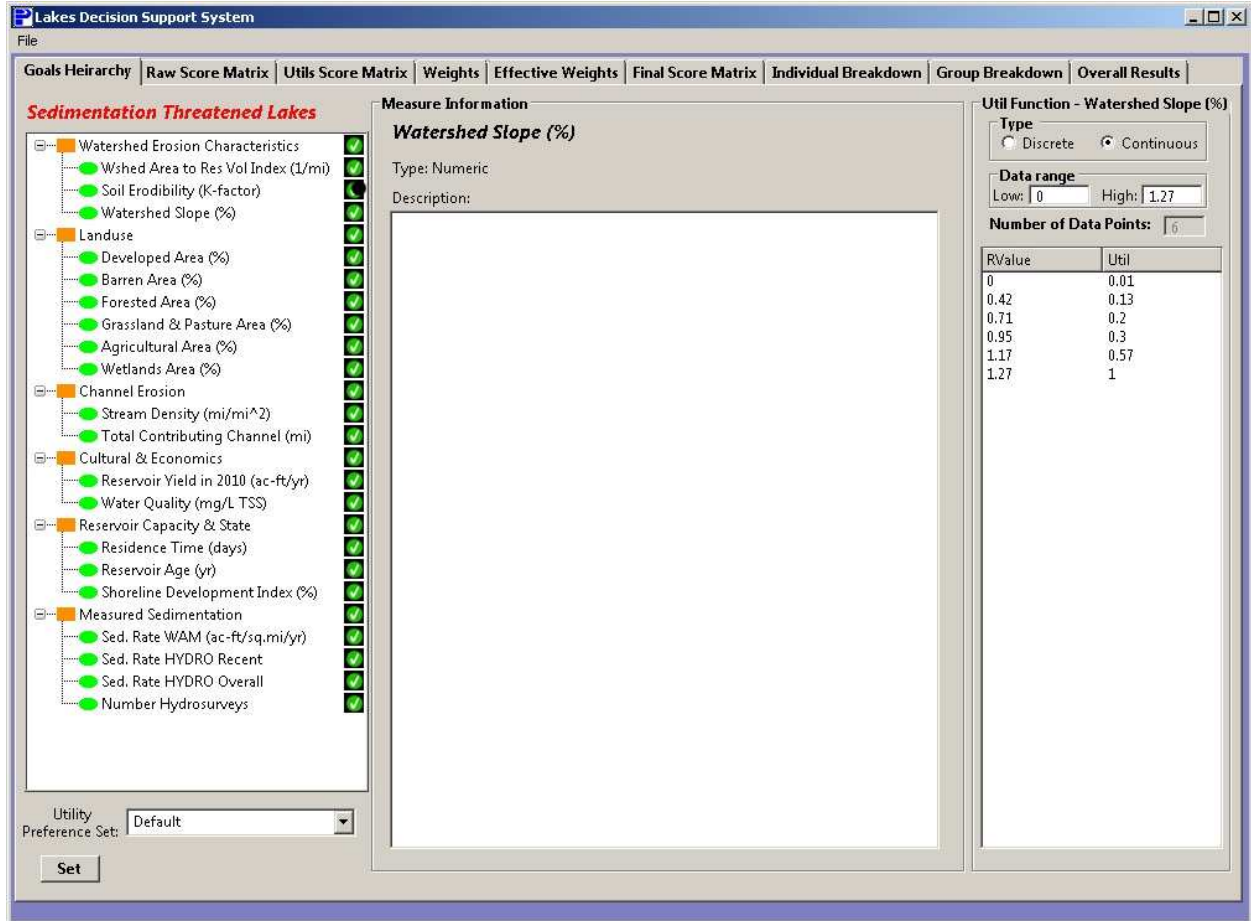 Lakes Decision Support System
File
Goals Heirarchy Raw Score Matrix Utils Score Matrix Weights Effective Weights Final Score Matrix Individual Breakdown Group Breakdown Overall Results
Sedimentation Threatened Lakes
Watershed Erosion Characteristics
Wshed Area to Res Vol Index (1/mi)
Soil Erodibility (K-factor)
Watershed Slope (%)
Landuse
Developed Area (%)
Barren Area (%)
Forested Area (%)
Grassland & Pasture Area (%)
Agricultural Area (%)
Wetlands Area (%)
Channel Erosion
Stream Density (mi/mi^2)
Total Contributing Channel (mi)
Cultural & Economics
Reservoir Yield in 2010 (ac-ft/yr)
Water Quality (mg/L TSS)
Reservoir Capacity & State
Residence Time (days)
Reservoir Age (yr)
Shoreline Development Index (%)
Measured Sedimentation
Sed. Rate WAM (ac-ft/sq.mi/yr)
Sed. Rate HYDRO Recent
Sed. Rate HYDRO Overall
Number Hydrosurveys
Utility
Preference Set: Default
Set
Measure Information
Watershed Slope (%)
Type: Numeric
Description:
Util Function - Watershed Slope (%)
Type
Discrete Continuous
Data range
Low: 0 High: 1.27
Number of Data Points: 6
RValue Util
0 0.01
0.42 0.13
0.71 0.2
0.95 0.3
1.17 0.57
1.27 1